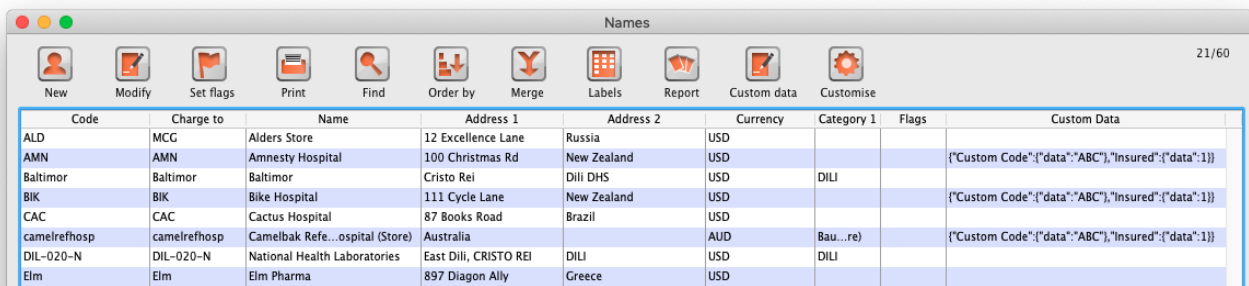 Names
21/60
New Modify Set flags Print Find Order by Merge Labels Report Custom data Customise
Code Charge to Name Address 1 Address 2 Currency Category 1 Flags Custom Data
ALD MCG Alders Store 12 Excellence Lane Russia USD
AMN AMN Amnesty Hospital 100 Christmas Rd New Zealand USD {"Custom Code":{"data":"ABC"},"Insured":{"data":1}}
Baltimor Baltimor Baltimor Cristo Rei Dili DHS USD DILI
BIK BIK Bike Hospital 111 Cycle Lane New Zealand USD {"Custom Code":{"data":"ABC"},"Insured":{"data":1}}
CAC CAC Cactus Hospital 87 Books Road Brazil USD
camelrefhosp camelrefhosp Camelbak Refe...ospital (Store) Australia AUD Bau...re) {"Custom Code":{"data":"ABC"},"Insured":{"data":1}}
DIL-020-N DIL-020-N National Health Laboratories East Dili, CRISTO REI DILI USD DILI
Elm Elm Elm Pharma 897 Diagon Ally Greece USD